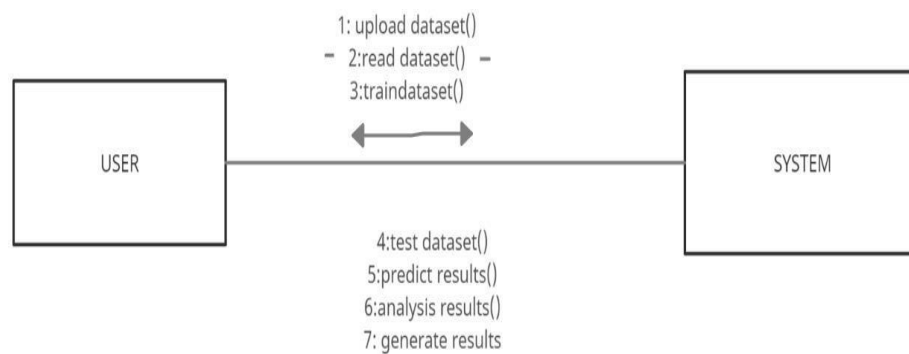 1: upload dataset()
2:read dataset()
3:traindataset()
USER
SYSTEM
4:test dataset()
5:predict results()
6:analysis results()
7: generate results